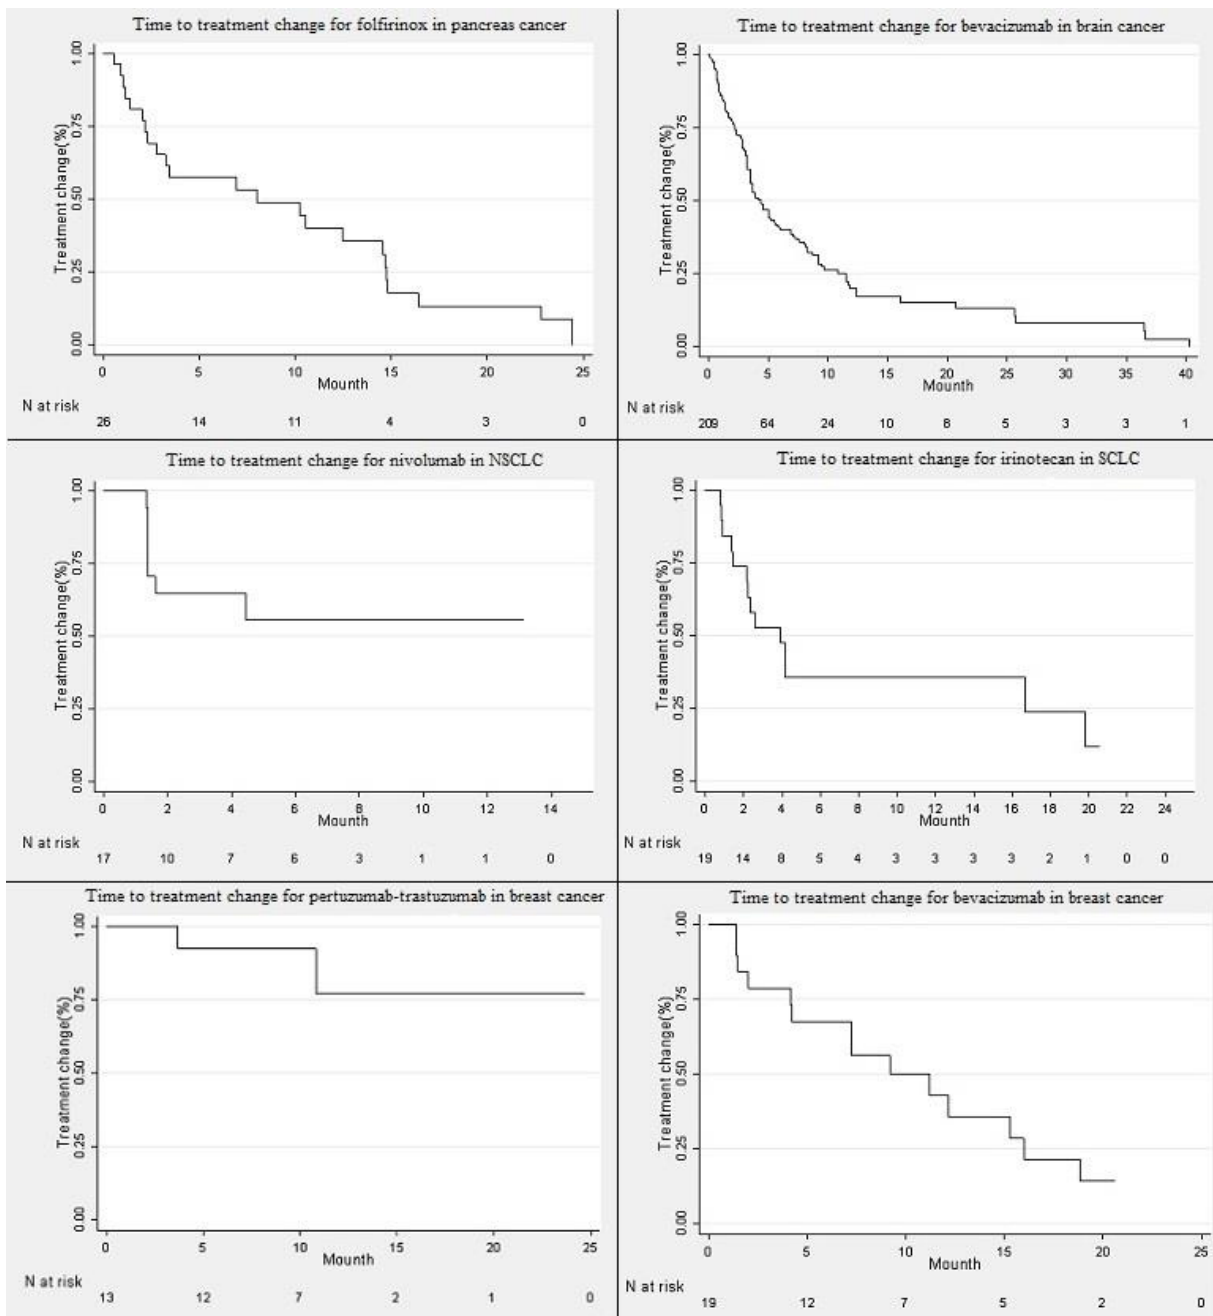 Time to treatment change for folfirinox in pancreas cancer
Treatment change(%)
1.00
0.75
0.50
0.25
0.00
0 5 10 15 20 25
Mounth
N at risk
26 14 11 4 3 0
Time to treatment change for bevacizumab in brain cancer
Treatment change(%)
1.00
0.75
0.50
0.25
0.00
0 5 10 15 20 25 30 35 40
Mounth
N at risk
209 64 24 10 8 5 3 3 1
Time to treatment change for nivolumab in NSCLC
Treatment change(%)
1.00
0.75
0.50
0.25
0.00
0 2 4 6 8 10 12 14
Mounth
N at risk
17 10 7 6 3 1 1 0
Time to treatment change for irinotecan in SCLC
Treatment change(%)
1.00
0.75
0.50
0.25
0.00
0 2 4 6 8 10 12 14 16 18 20 22 24
Mounth
N at risk
19 14 8 5 4 3 3 3 3 2 1 0 0
Time to treatment change for pertuzumab-trastuzumab in breast cancer
Treatment change(%)
1.00
0.75
0.50
0.25
0.00
0 5 10 15 20 25
Mounth
N at risk
13 12 7 2 1 0
Time to treatment change for bevacizumab in breast cancer
Treatment change(%)
1.00
0.75
0.50
0.25
0.00
0 5 10 15 20 25
Mounth
N at risk
19 12 7 5 2 0